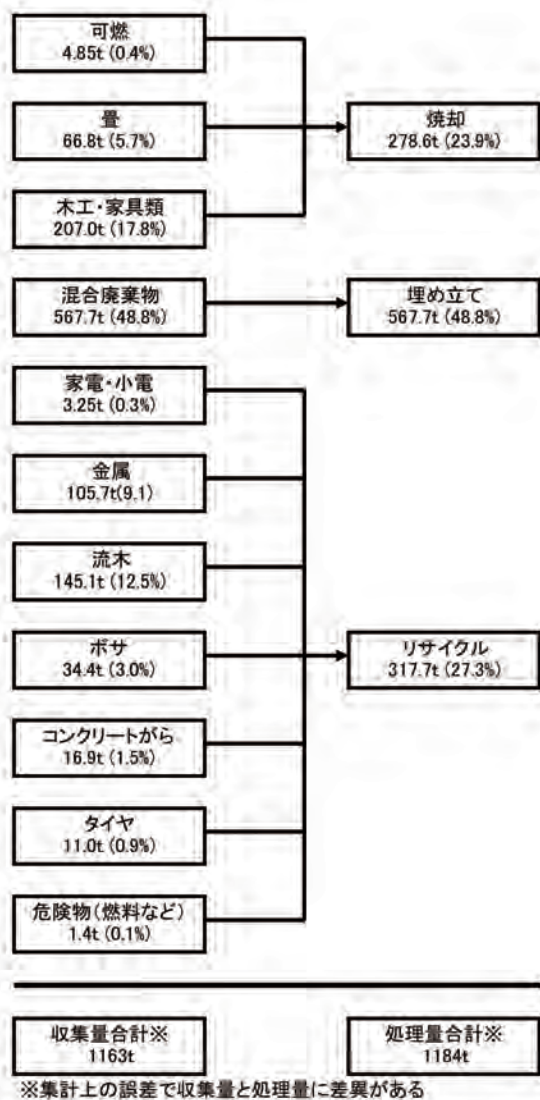 可燃
4.85t (0.4%)
畳
66.8t (5.7%)
焼却
278.6t (23.9%)
木工・家具類
207.0t (17.8%)
混合廃棄物
567.7t (48.8%)
埋め立て
567.7t (48.8%)
家電・小電
3.25t (0.3%)
金属
105.7t(9.1)
流木
145.1t (12.5%)
ボサ
34.4t (3.0%)
リサイクル
317.7t (27.3%)
コンクリートがら
16.9t (1.5%)
タイヤ
11.0t (0.9%)
危険物(燃料など)
1.4t (0.1%)
収集量合計※
1163t
処理量合計※
1184t
※集計上の誤差で収集量と処理量に差異がある